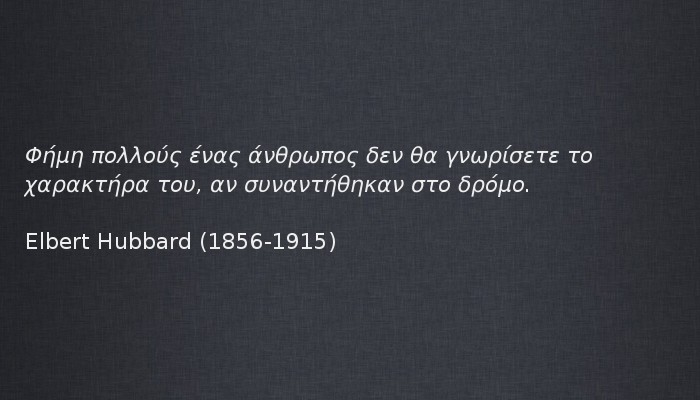 Φήμη πολλούς ένας άνθρωπος δεν θα γνωρίσετε το
χαρακτήρα του, αν συναντήθηκαν στο δρόμο.
Elbert Hubbard (1856-1915)